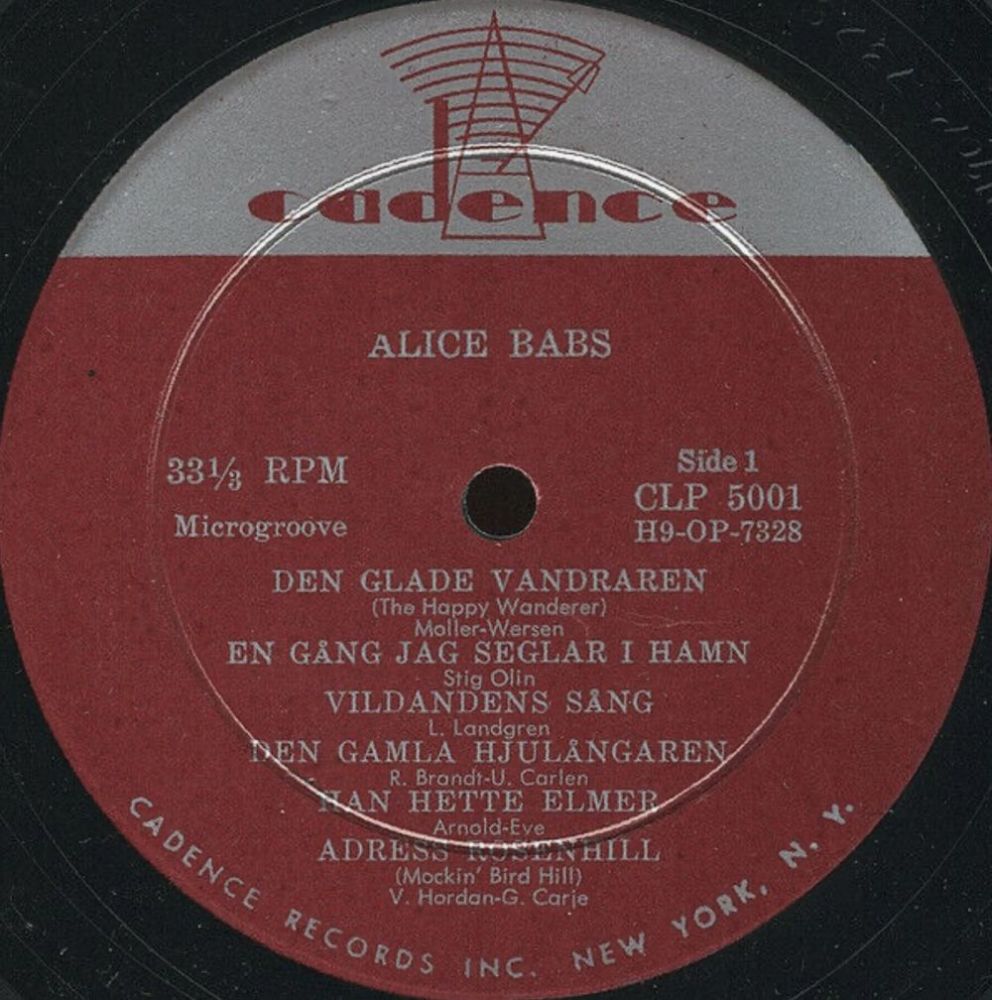 cadence
ALICE BABS
33⅓ RPM
Microgroove
Side 1
CLP 5001
H9-OP-7328
DEN GLADE VANDRAREN
(The Happy Wanderer)
Moller-Wersen
EN GÅNG JAG SEGLAR I HAMN
Stig Olin
VILDANDENS SÅNG
L. Landgren
DEN GAMLA HJULÅNGAREN
R. Brandt-U. Carlen
HAN HETTE ELMER
Arnold-Eve
ADRESS ROSENHILL
(Mockin' Bird Hill)
V. Hordan-G. Carje
CADENCE RECORDS INC. NEW YORK, N. Y.